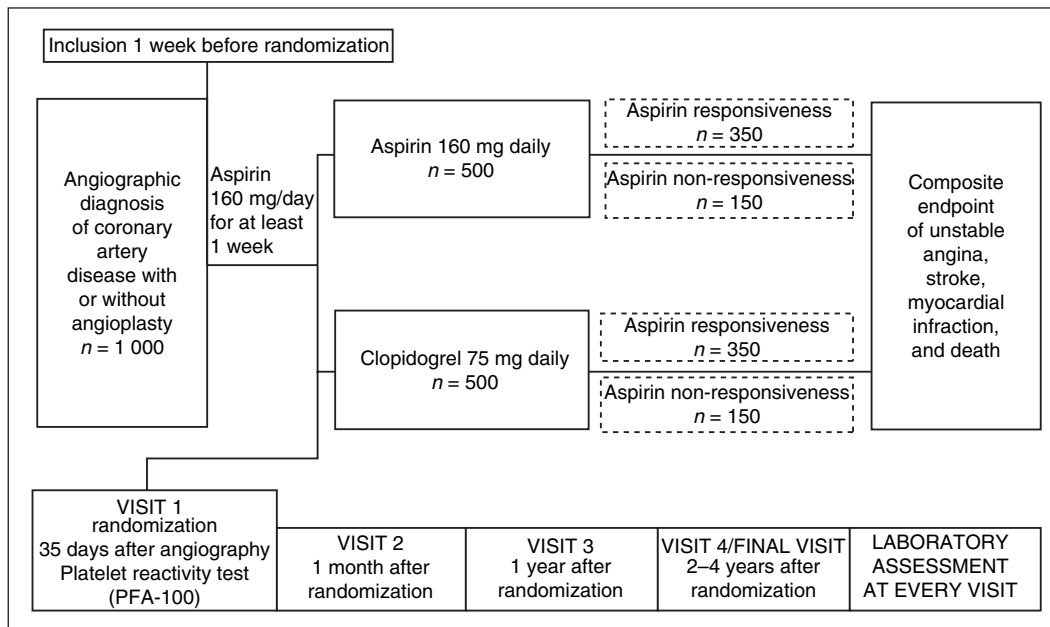 Inclusion 1 week before randomization
Angiographic
diagnosis
of coronary
artery
disease with
or without
angioplasty
n = 1 000
Aspirin
160 mg/day
for at least
1 week
Aspirin 160 mg daily
n = 500
Aspirin responsiveness
n = 350
Aspirin non-responsiveness
n = 150
Clopidogrel 75 mg daily
n = 500
Aspirin responsiveness
n = 350
Aspirin non-responsiveness
n = 150
Composite
endpoint
of unstable
angina,
stroke,
myocardial
infraction,
and death
VISIT 1
randomization
35 days after angiography
Platelet reactivity test
(PFA-100)
VISIT 2
1 month after
randomization
VISIT 3
1 year after
randomization
VISIT 4/FINAL VISIT
2–4 years after
randomization
LABORATORY
ASSESSMENT
AT EVERY VISIT